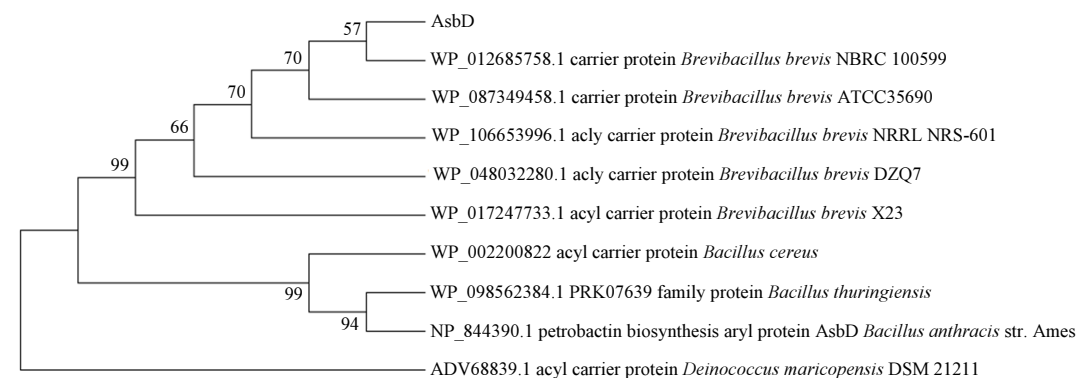 AsbD
57
WP_012685758.1 carrier protein Brevibacillus brevis NBRC 100599
70
WP_087349458.1 carrier protein Brevibacillus brevis ATCC35690
70
WP_106653996.1 acly carrier protein Brevibacillus brevis NRRL NRS-601
66
WP_048032280.1 acly carrier protein Brevibacillus brevis DZQ7
99
WP_017247733.1 acyl carrier protein Brevibacillus brevis X23
WP_002200822 acyl carrier protein Bacillus cereus
99
WP_098562384.1 PRK07639 family protein Bacillus thuringiensis
94
NP_844390.1 petrobactin biosynthesis aryl protein AsbD Bacillus anthracis str. Ames
ADV68839.1 acyl carrier protein Deinococcus maricopensis DSM 21211